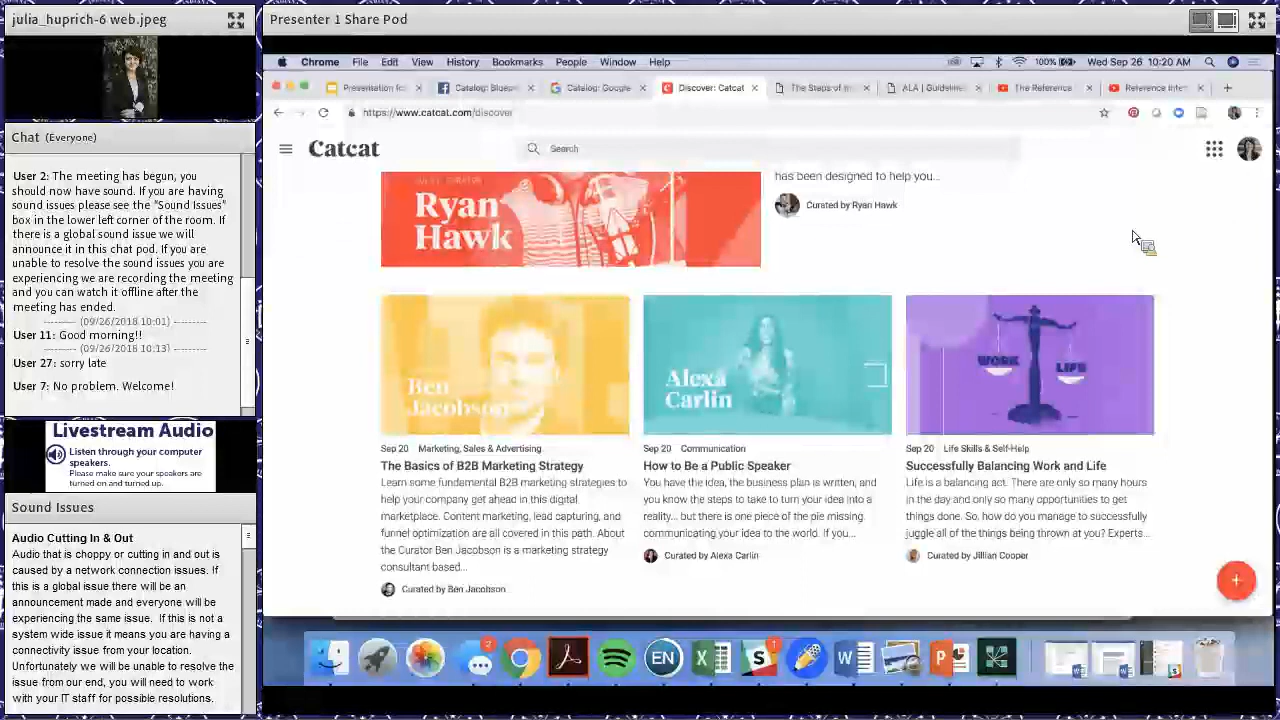 julia_huprich-6 web.jpeg
Chat (Everyone)
User 2: The meeting has begun, you
should now have sound. If you are having
sound issues please see the "Sound Issues"
box in the lower left corner of the room. If
there is a global sound issue we will
announce it in this chat pod. If you are
unable to resolve the sound issues you are
experiencing we are recording the meeting
and you can watch it offline after the
meeting has ended.
--------- (09/26/2018 10:01) ---------
User 11: Good morning!!
--------- (09/26/2018 10:13) ---------
User 27: sorry late
User 7: No problem. Welcome!
Livestream Audio
Listen through your computer
speakers.
Please make sure your speakers are
turned on and turned up.
Sound Issues
Audio Cutting In & Out
Audio that is choppy or cutting in and out is
caused by a network connection issues. If
this is a global issue there will be an
announcement made and everyone will be
experiencing the same issue. If this is not a
system wide issue it means you are having a
connectivity issue from your location.
Unfortunately we will be unable to resolve the
issue from our end, you will need to work
with your IT staff for possible resolutions.
Presenter 1 Share Pod
Chrome File Edit View History Bookmarks People Window Help
100% Wed Sep 26 10:20 AM
Presentation fo
Catalog: Bluep
Catalog: Google
Discover: Catcat
The Steps of
ALA | Guideline
The Reference
Reference Inter
https://www.catcat.com/discover
Catcat
Search
has been designed to help you...
Ryan
Hawk
Curated by Ryan Hawk
Ben
Jacobson
Alexa
Carlin
WORK
LIFE
Sep 20 Marketing, Sales & Advertising
The Basics of B2B Marketing Strategy
Learn some fundamental B2B marketing strategies to
help your company get ahead in this digital
marketplace. Content marketing, lead capturing, and
funnel optimization are all covered in this path. About
the Curator Ben Jacobson is a marketing strategy
consultant based...
Curated by Ben Jacobson
Sep 20 Communication
How to Be a Public Speaker
You have the idea, the business plan is written, and
you know the steps to take to turn your idea into a
reality... but there is one piece of the pie missing.
communicating your idea to the world. If you...
Curated by Alexa Carlin
Sep 20 Life Skills & Self-Help
Successfully Balancing Work and Life
Life is a balancing act. There are only so many hours
in the day and only so many opportunities to get
things done. So, how do you manage to successfully
juggle all of the things being thrown at you? Experts...
Curated by Jillian Cooper
EN